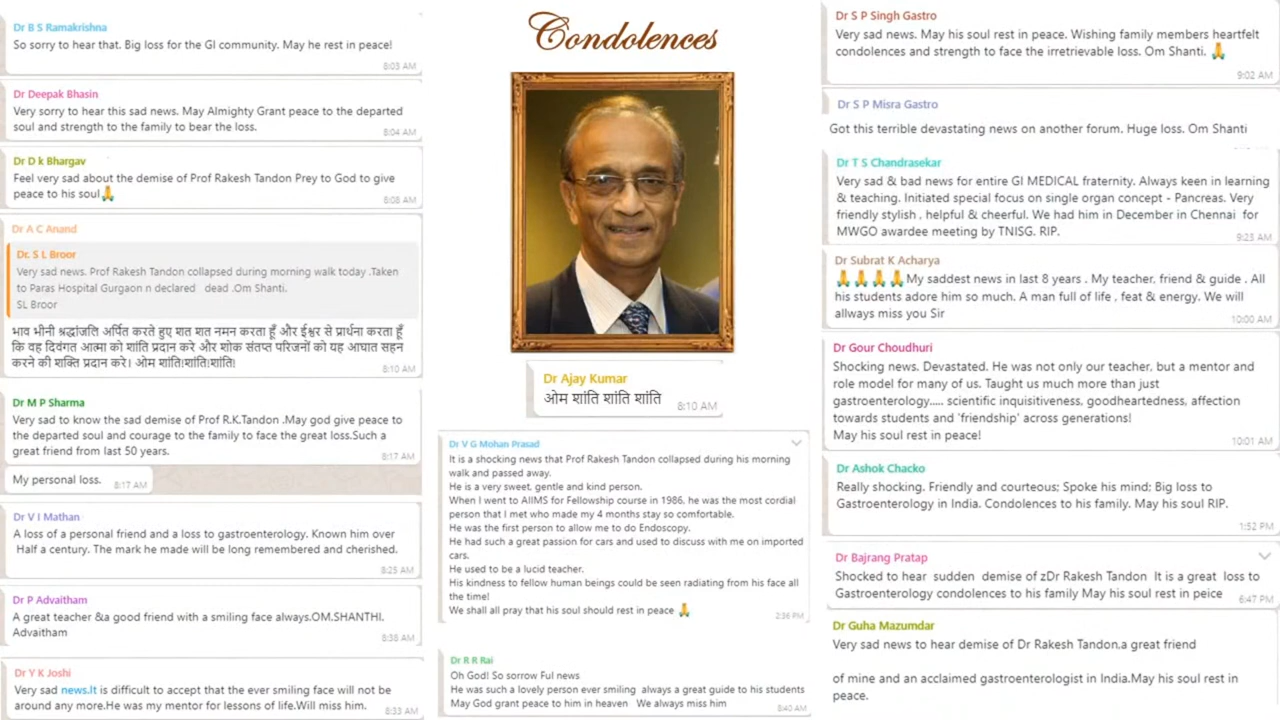 Dr B S Ramakrishna
So sorry to hear that. Big loss for the GI community. May he rest in peace!
8:03 AM
Dr Deepak Bhasin
Very sorry to hear this sad news. May Almighty Grant peace to the departed
soul and strength to the family to bear the loss.
8:04 AM
Dr D k Bhargav
Feel very sad about the demise of Prof Rakesh Tandon Prey to God to give
peace to his soul🙏
8:08 AM
Dr A C Anand
Dr. S L Broor
Very sad news. Prof Rakesh Tandon collapsed during morning walk today .Taken
to Paras Hospital Gurgaon n declared dead .Om Shanti.
SL Broor
भाव भीनी श्रद्धांजलि अर्पित करते हुए शत शत नमन करता हूँ और ईश्वर से प्रार्थना करता हूँ
कि वह दिवंगत आत्मा को शांति प्रदान करे और शोक संतप्त परिजनों को यह आघात सहन
करने की शक्ति प्रदान करे। ओम शांति!शांति!शांति!
8:10 AM
Dr M P Sharma
Very sad to know the sad demise of Prof R.K.Tandon .May god give peace to
the departed soul and courage to the family to face the great loss.Such a
great friend from last 50 years.
8:17 AM
My personal loss.
8:17 AM
Dr V I Mathan
A loss of a personal friend and a loss to gastroenterology. Known him over
Half a century. The mark he made will be long remembered and cherished.
8:25 AM
Dr P Advaitham
A great teacher &a good friend with a smiling face always.OM.SHANTHI.
Advaitham
8:38 AM
Dr Y K Joshi
Very sad news.It is difficult to accept that the ever smiling face will not be
around any more.He was my mentor for lessons of life.Will miss him.
8:33 AM
Condolences
Dr Ajay Kumar
ओम शांति शांति शांति
8:10 AM
Dr V G Mohan Prasad
It is a shocking news that Prof Rakesh Tandon collapsed during his morning
walk and passed away.
He is a very sweet, gentle and kind person.
When I went to AIIMS for Fellowship course in 1986, he was the most cordial
person that I met who made my 4 months stay so comfortable.
He was the first person to allow me to do Endoscopy.
He had such a great passion for cars and used to discuss with me on imported
cars.
He used to be a lucid teacher.
His kindness to fellow human beings could be seen radiating from his face all
the time!
We shall all pray that his soul should rest in peace 🙏
2:36 PM
Dr R R Rai
Oh God! So sorrow Ful news
He was such a lovely person ever smiling always a great guide to his students
May God grant peace to him in heaven We always miss him
8:40 AM
Dr S P Singh Gastro
Very sad news. May his soul rest in peace. Wishing family members heartfelt
condolences and strength to face the irretrievable loss. Om Shanti. 🙏
9:02 AM
Dr S P Misra Gastro
Got this terrible devastating news on another forum. Huge loss. Om Shanti
Dr T S Chandrasekar
Very sad & bad news for entire GI MEDICAL fraternity. Always keen in learning
& teaching. Initiated special focus on single organ concept - Pancreas. Very
friendly stylish , helpful & cheerful. We had him in December in Chennai for
MWGO awardee meeting by TNISG. RIP.
9:23 AM
Dr Subrat K Acharya
🙏🙏🙏🙏My saddest news in last 8 years . My teacher, friend & guide . All
his students adore him so much. A man full of life , feat & energy. We will
allways miss you Sir
10:00 AM
Dr Gour Choudhuri
Shocking news. Devastated. He was not only our teacher, but a mentor and
role model for many of us. Taught us much more than just
gastroenterology..... scientific inquisitiveness, goodheartedness, affection
towards students and 'friendship' across generations!
May his soul rest in peace!
10:01 AM
Dr Ashok Chacko
Really shocking. Friendly and courteous; Spoke his mind; Big loss to
Gastroenterology in India. Condolences to his family. May his soul RIP.
1:52 PM
Dr Bajrang Pratap
Shocked to hear sudden demise of zDr Rakesh Tandon It is a great loss to
Gastroenterology condolences to his family May his soul rest in peice
6:47 PM
Dr Guha Mazumdar
Very sad news to hear demise of Dr Rakesh Tandon,a great friend
of mine and an acclaimed gastroenterologist in India.May his soul rest in
peace.